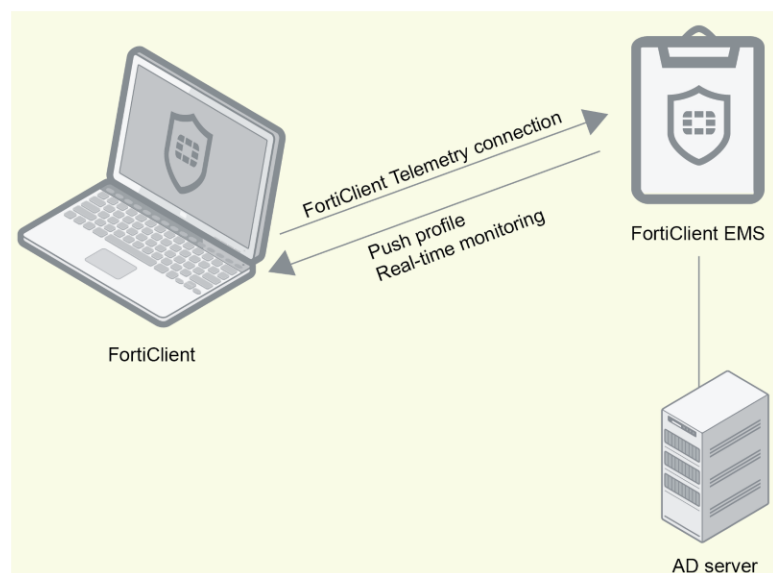 FortiClient Telemetry connection
Push profile
Real-time monitoring
FortiClient EMS
FortiClient
AD server